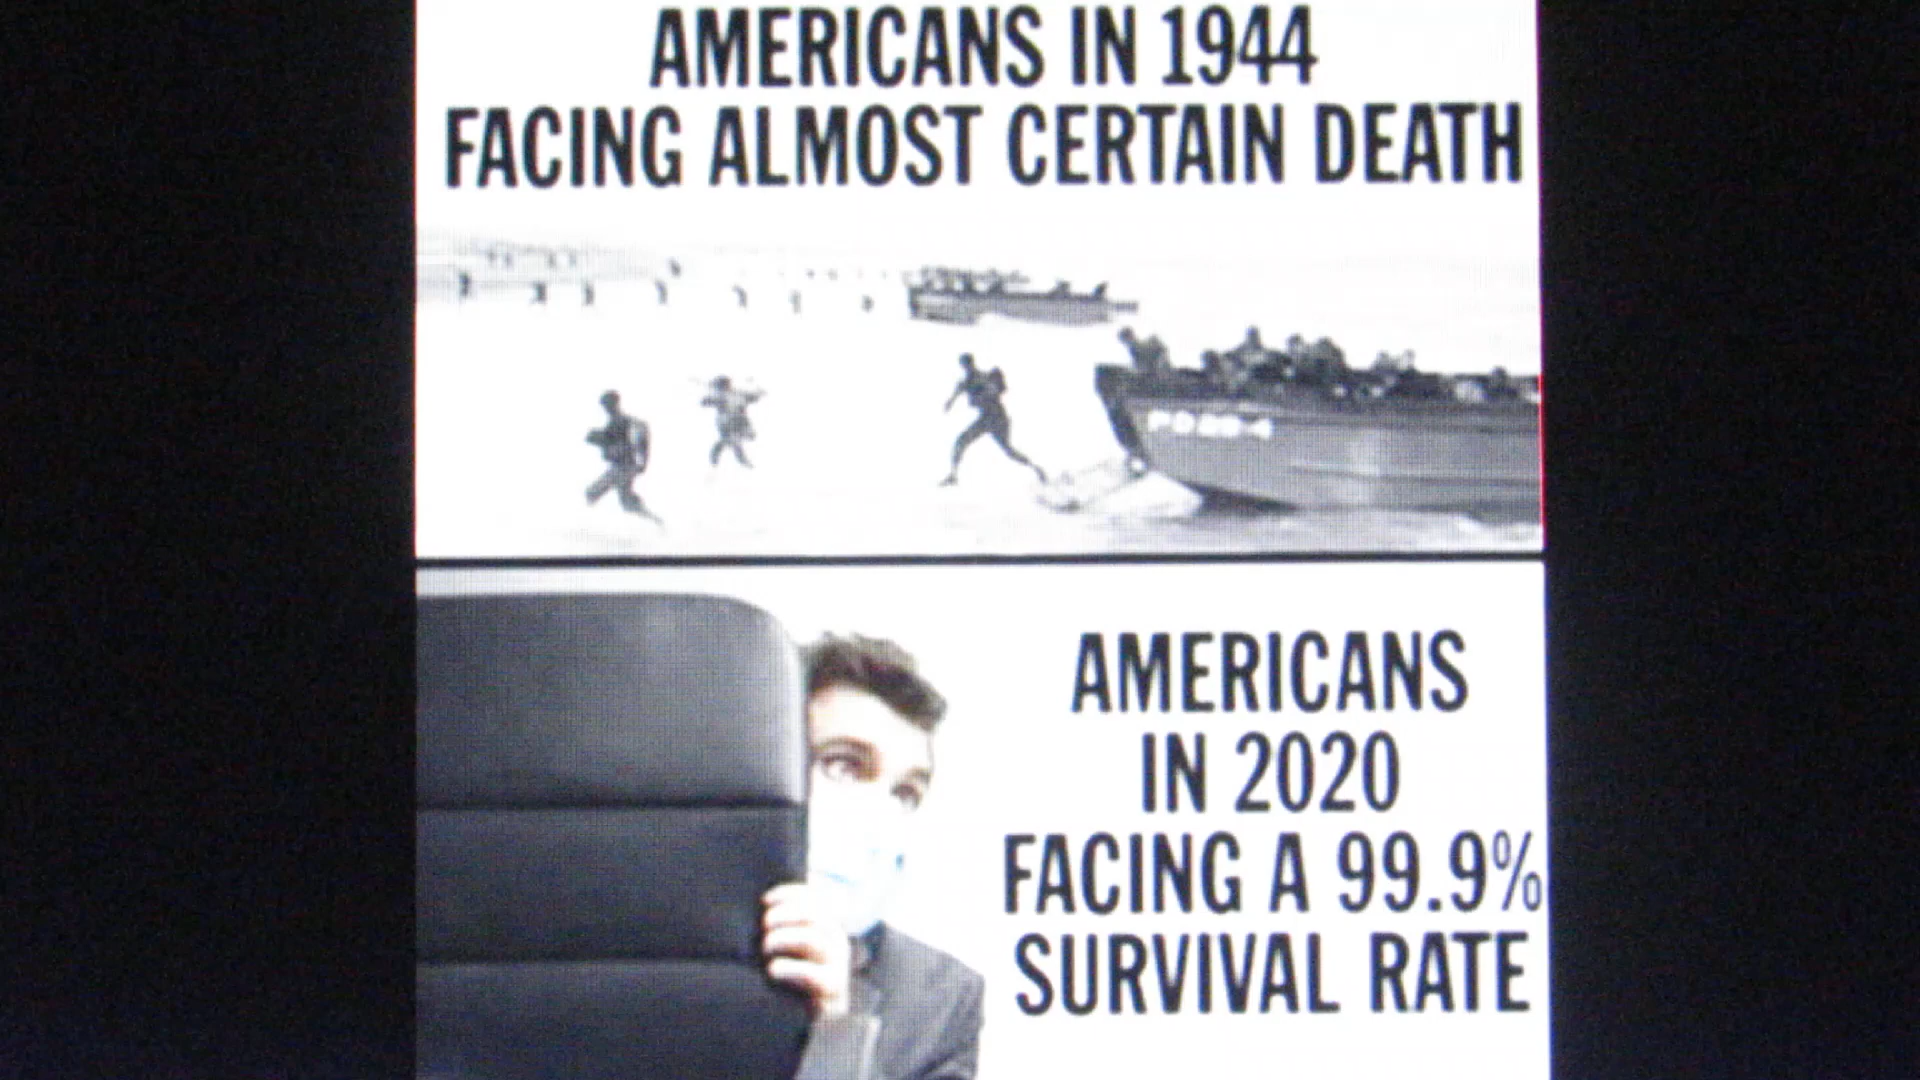 AMERICANS IN 1944
FACING ALMOST CERTAIN DEATH
AMERICANS
IN 2020
FACING A 99.9%
SURVIVAL RATE